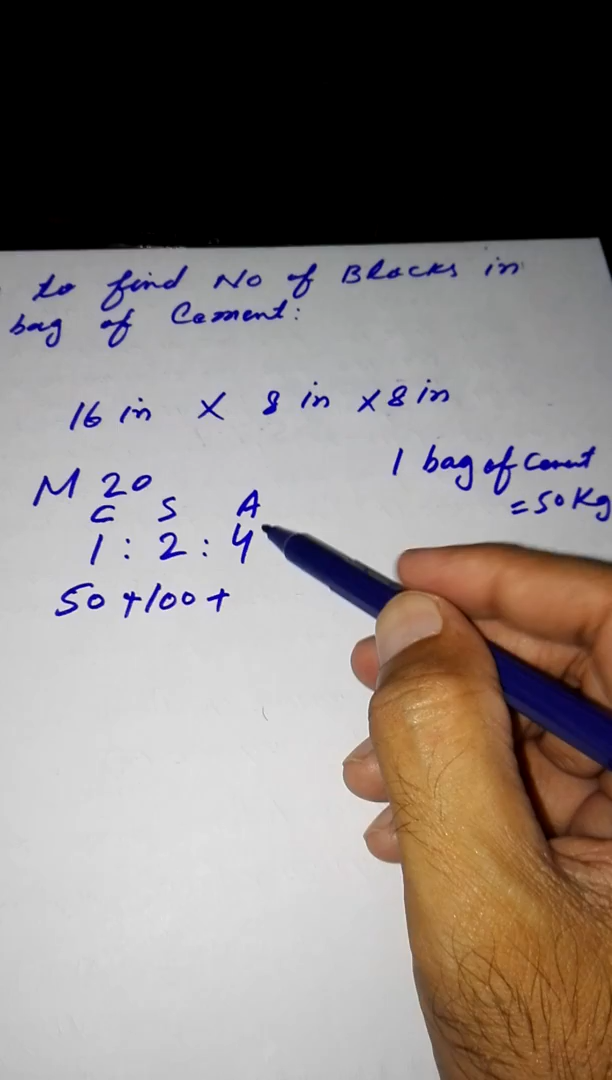 to find No of Blocks in
bag of Cement:
16 in X 8 in X 8 in
1 bag of Cement
= 50 Kg
M 20
C S A
1 : 2 : 4
50 + 100 +